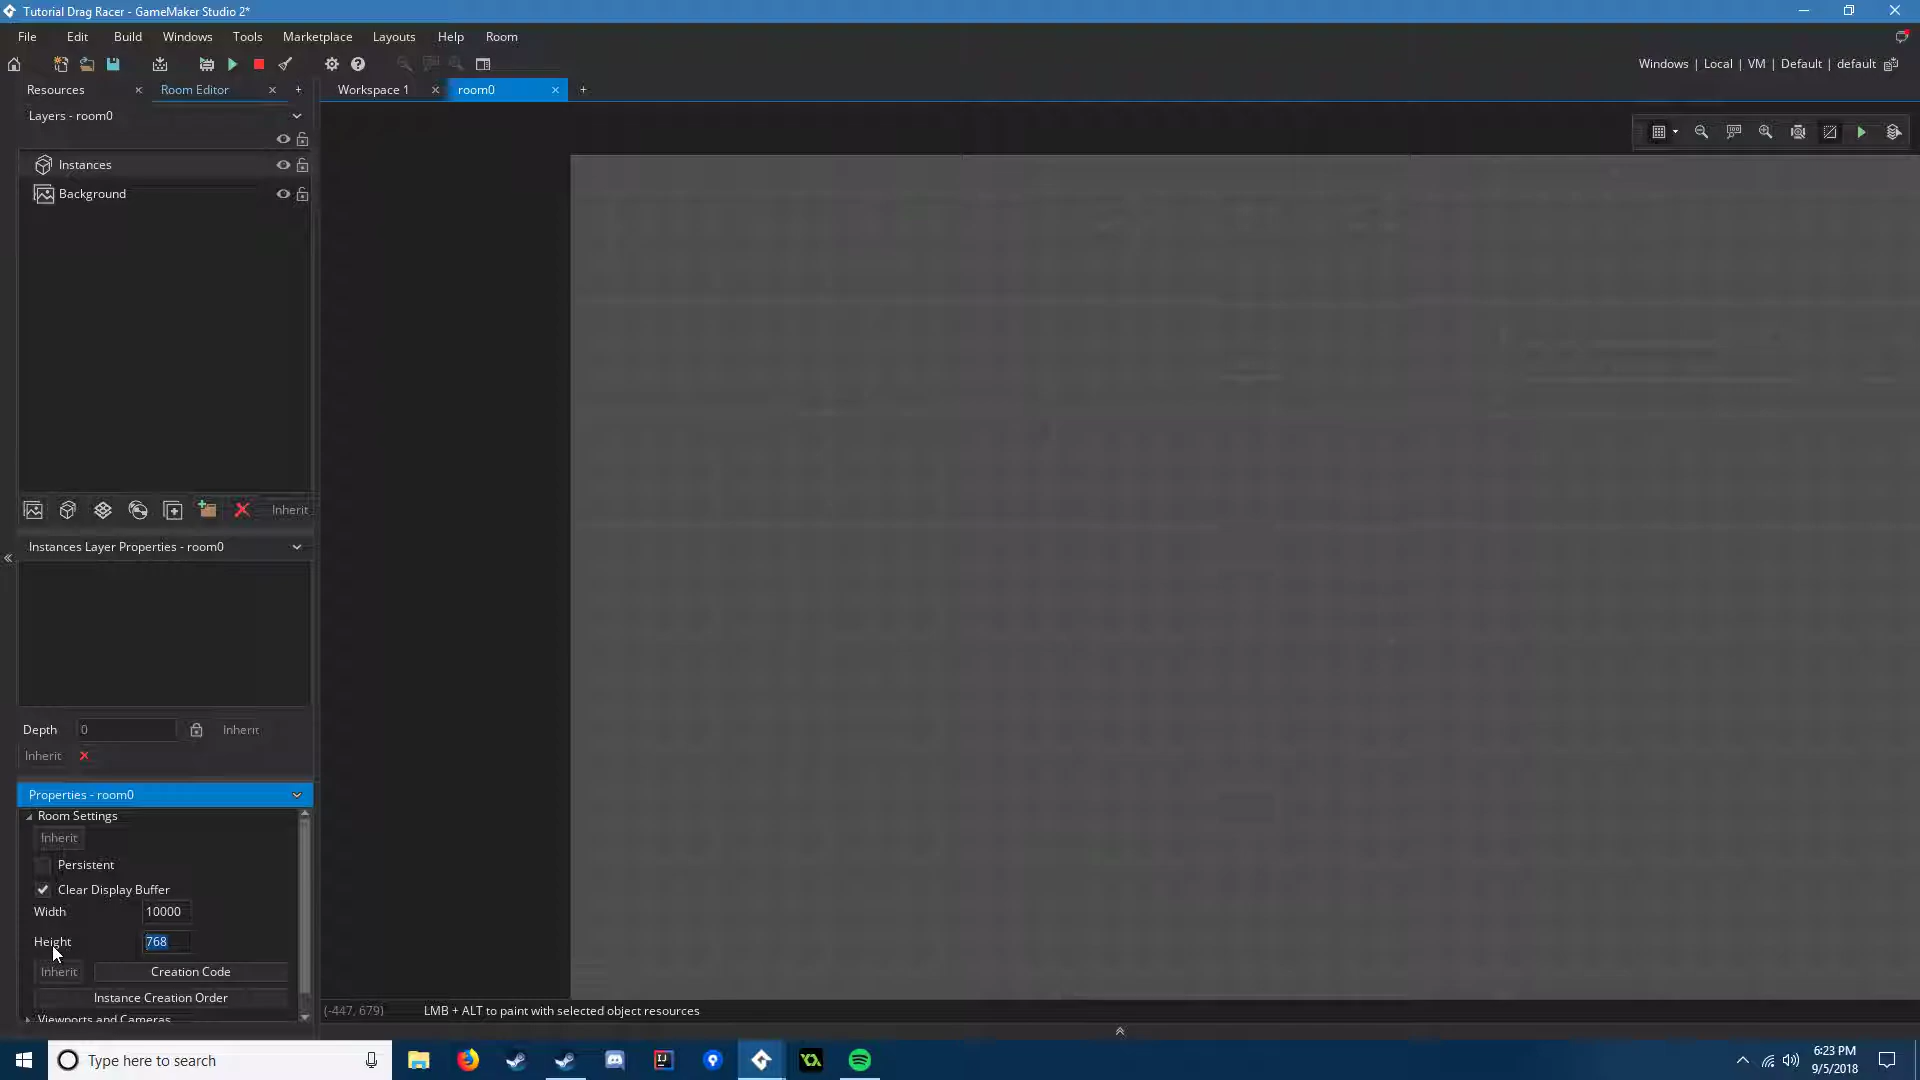 Tutorial Drag Racer - GameMaker Studio 2*
File Edit Build Windows Tools Marketplace Layouts Help Room
Windows | Local | VM | Default | default
Resources Room Editor
Workspace 1 room0
Layers - room0
Instances
Background
Inherit
Instances Layer Properties - room0
Depth 0 Inherit
Inherit
Properties - room0
Room Settings
Inherit
Persistent
Clear Display Buffer
Width 10000
Height 768
Inherit Creation Code
Instance Creation Order
Viewports and Cameras
(-447, 679) LMB + ALT to paint with selected object resources
Type here to search
6:23 PM
9/5/2018